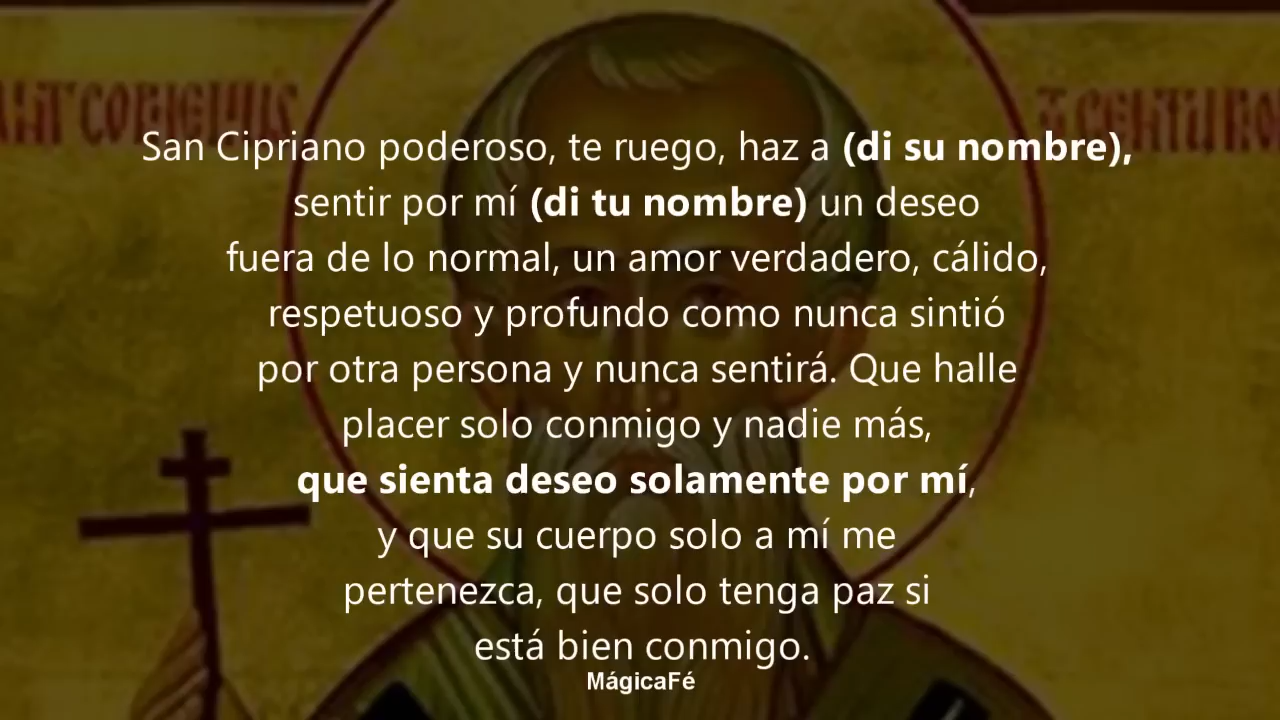 San Cipriano poderoso, te ruego, haz a (di su nombre),
sentir por mí (di tu nombre) un deseo
fuera de lo normal, un amor verdadero, cálido,
respetuoso y profundo como nunca sintió
por otra persona y nunca sentirá. Que halle
placer solo conmigo y nadie más,
que sienta deseo solamente por mí,
y que su cuerpo solo a mí me
pertenezca, que solo tenga paz si
está bien conmigo.
MágicaFé